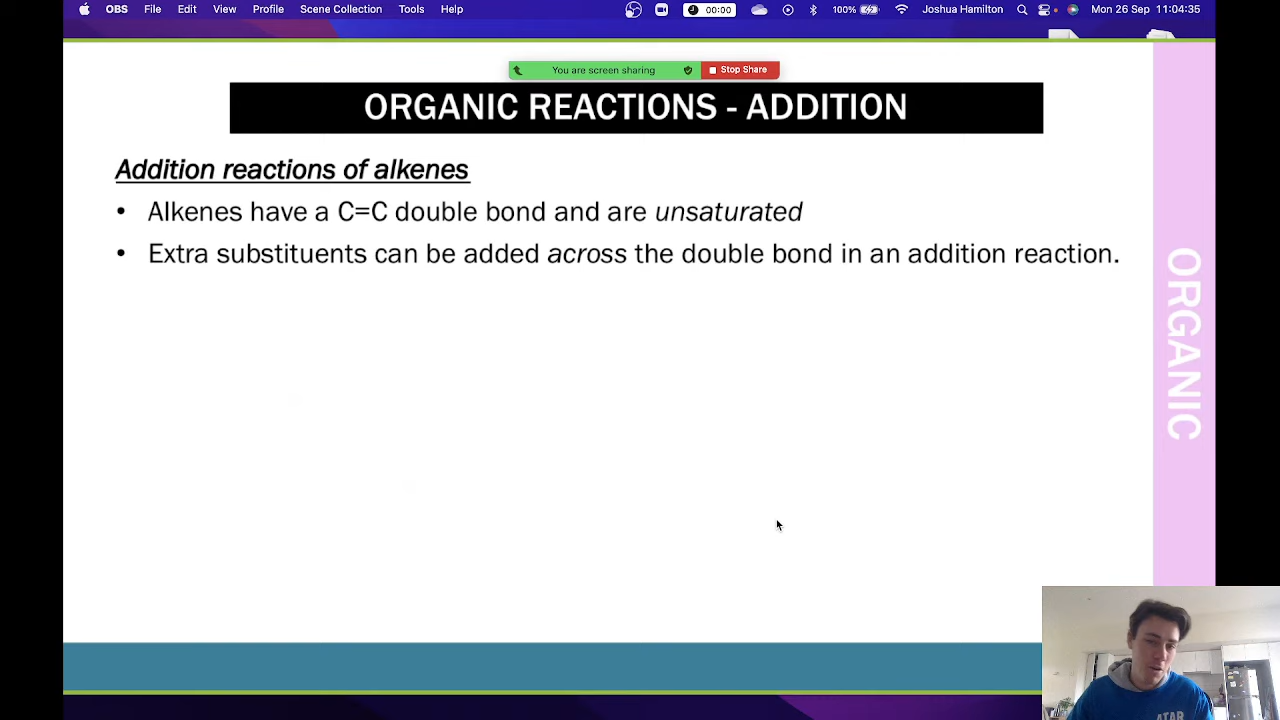 OBS File Edit View Profile Scene Collection Tools Help 00:00 100% Joshua Hamilton Mon 26 Sep 11:04:35
You are screen sharing Stop Share
ORGANIC REACTIONS - ADDITION
Addition reactions of alkenes
• Alkenes have a C=C double bond and are unsaturated
• Extra substituents can be added across the double bond in an addition reaction.
ORGANIC
ATAR